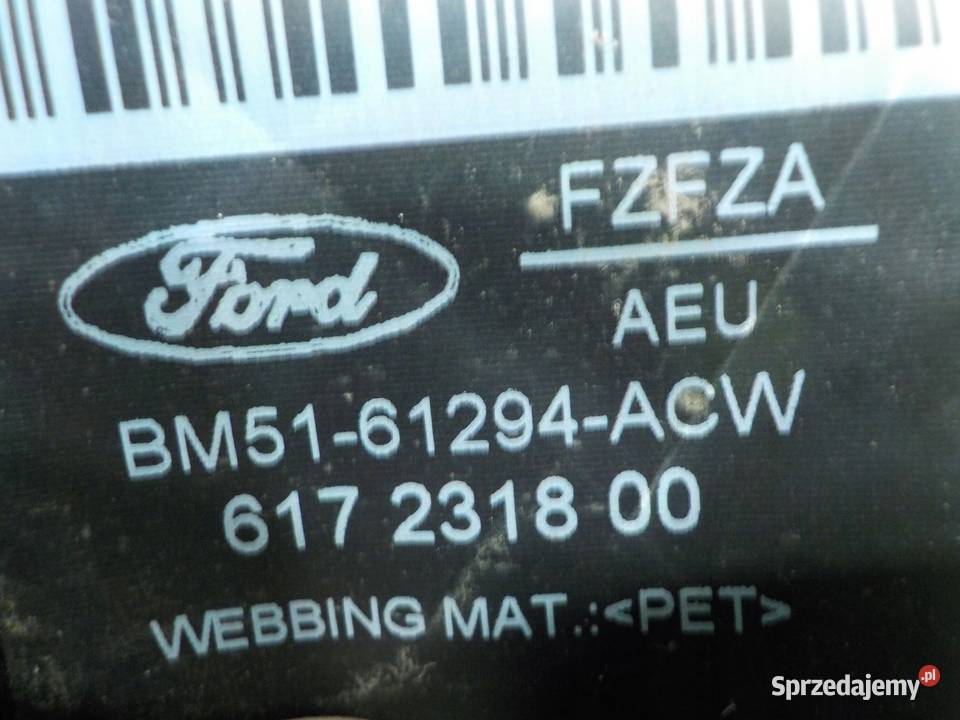 FZFZA
Ford
AEU
BM51-61294-ACW
617 2318 00
WEBBING MAT.:<PET>
Sprzedajemy.pl